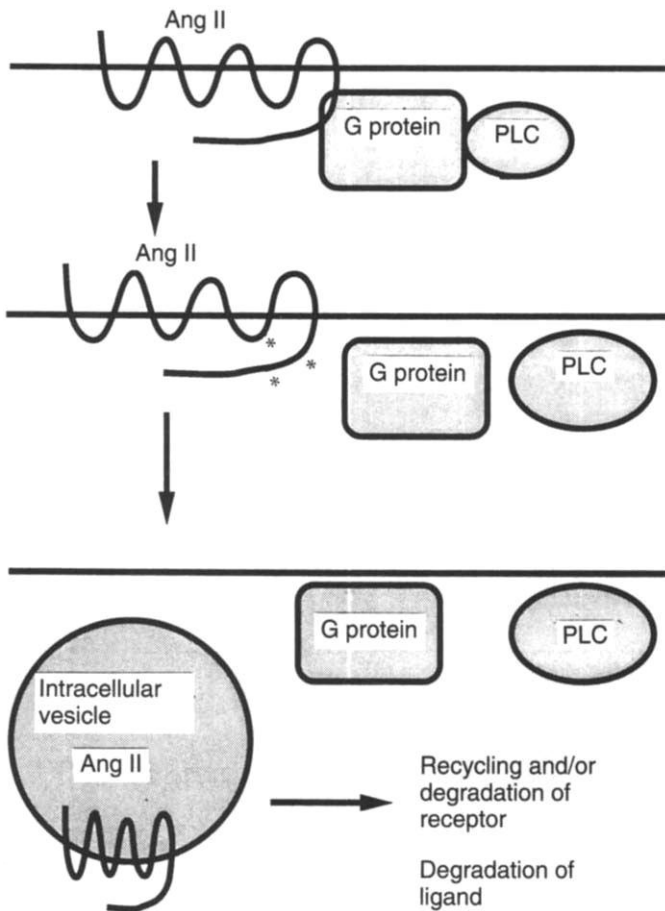 Ang II
G protein
PLC
Ang II
*
*
*
G protein
PLC
G protein
PLC
Intracellular
vesicle
Ang II
Recycling and/or
degradation of
receptor
Degradation of
ligand